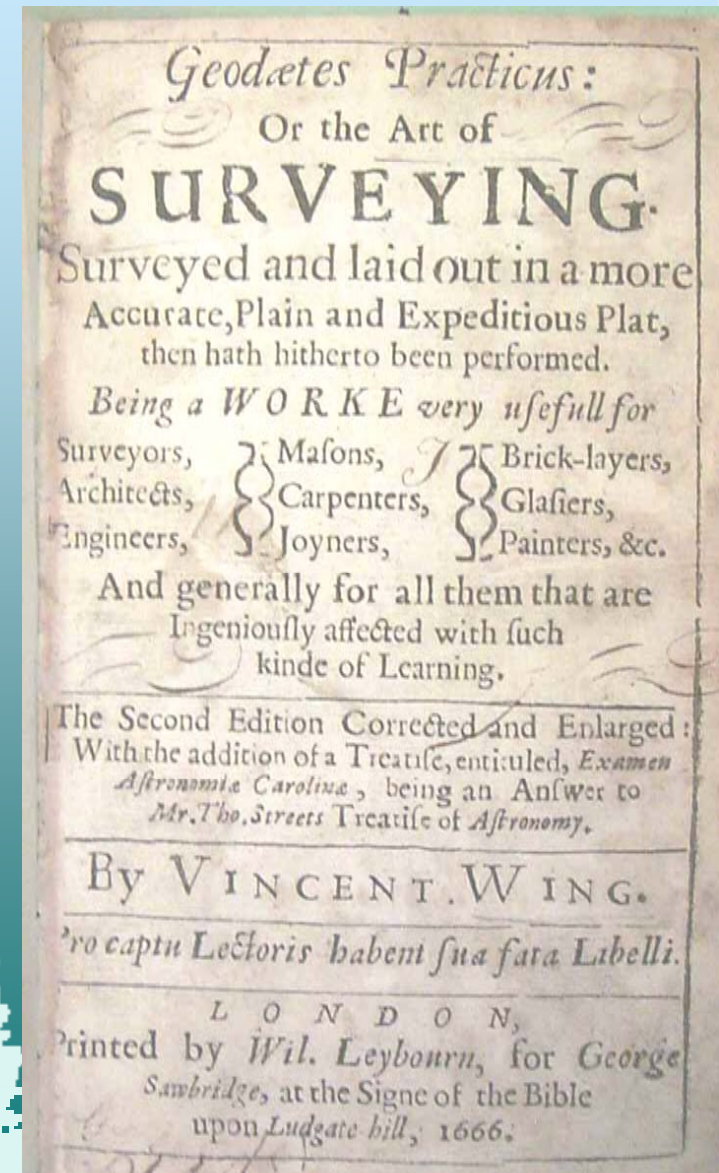 Geodætes Practicus:
Or the Art of
SURVEYING.
Surveyed and laid out in a more
Accurate, Plain and Expeditious Plat,
then hath hitherto been performed.
Being a WORKE very uſefull for
Surveyors, Maſons, Brick-layers,
Architects, Carpenters, Glaſiers,
Engineers, Joyners, Painters, &c.
And generally for all them that are
Ingeniouſly affected with ſuch
kinde of Learning.
The Second Edition Corrected and Enlarged:
With the addition of a Treatiſe, entituled, Examen
Aſtronomiæ Carolinæ, being an Anſwer to
Mr. Tho. Streets Treatiſe of Aſtronomy.
By VINCENT. WING.
Pro captu Lectoris habent ſua fata Libelli.
LONDON,
Printed by Wil. Leybourn, for George
Sawbridge, at the Signe of the Bible
upon Ludgate hill, 1666.